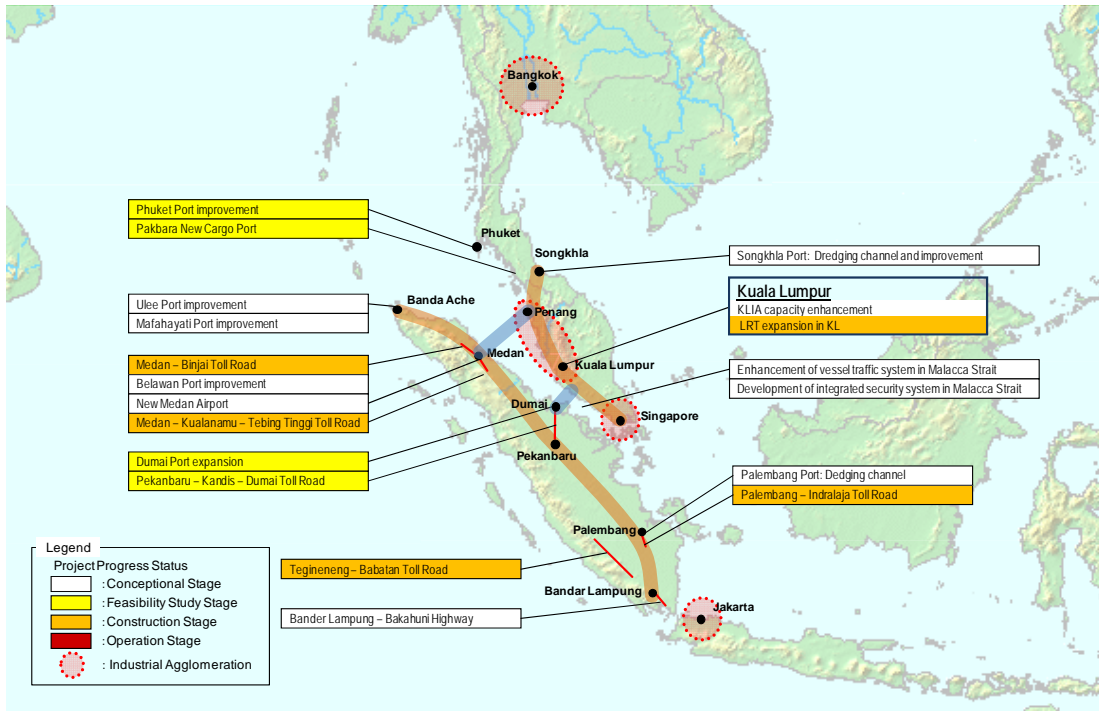 Bangkok
Phuket Port improvement
Pakbara New Cargo Port
Phuket
Songkhla
Songkhla Port: Dredging channel and improvement
Ulee Port improvement
Mafahayati Port improvement
Banda Ache
Penang
Kuala Lumpur
KLIA capacity enhancement
LRT expansion in KL
Medan – Binjai Toll Road
Belawan Port improvement
New Medan Airport
Medan – Kualanamu – Tebing Tinggi Toll Road
Medan
Kuala Lumpur
Enhancement of vessel traffic system in Malacca Strait
Development of integrated security system in Malacca Strait
Dumai
Singapore
Pekanbaru
Dumai Port expansion
Pekanbaru – Kandis – Dumai Toll Road
Palembang Port: Dedging channel
Palembang – Indralaja Toll Road
Palembang
Tegineneng – Babatan Toll Road
Bandar Lampung
Bander Lampung – Bakahuni Highway
Jakarta
Legend
Project Progress Status
: Conceptional Stage
: Feasibility Study Stage
: Construction Stage
: Operation Stage
: Industrial Agglomeration